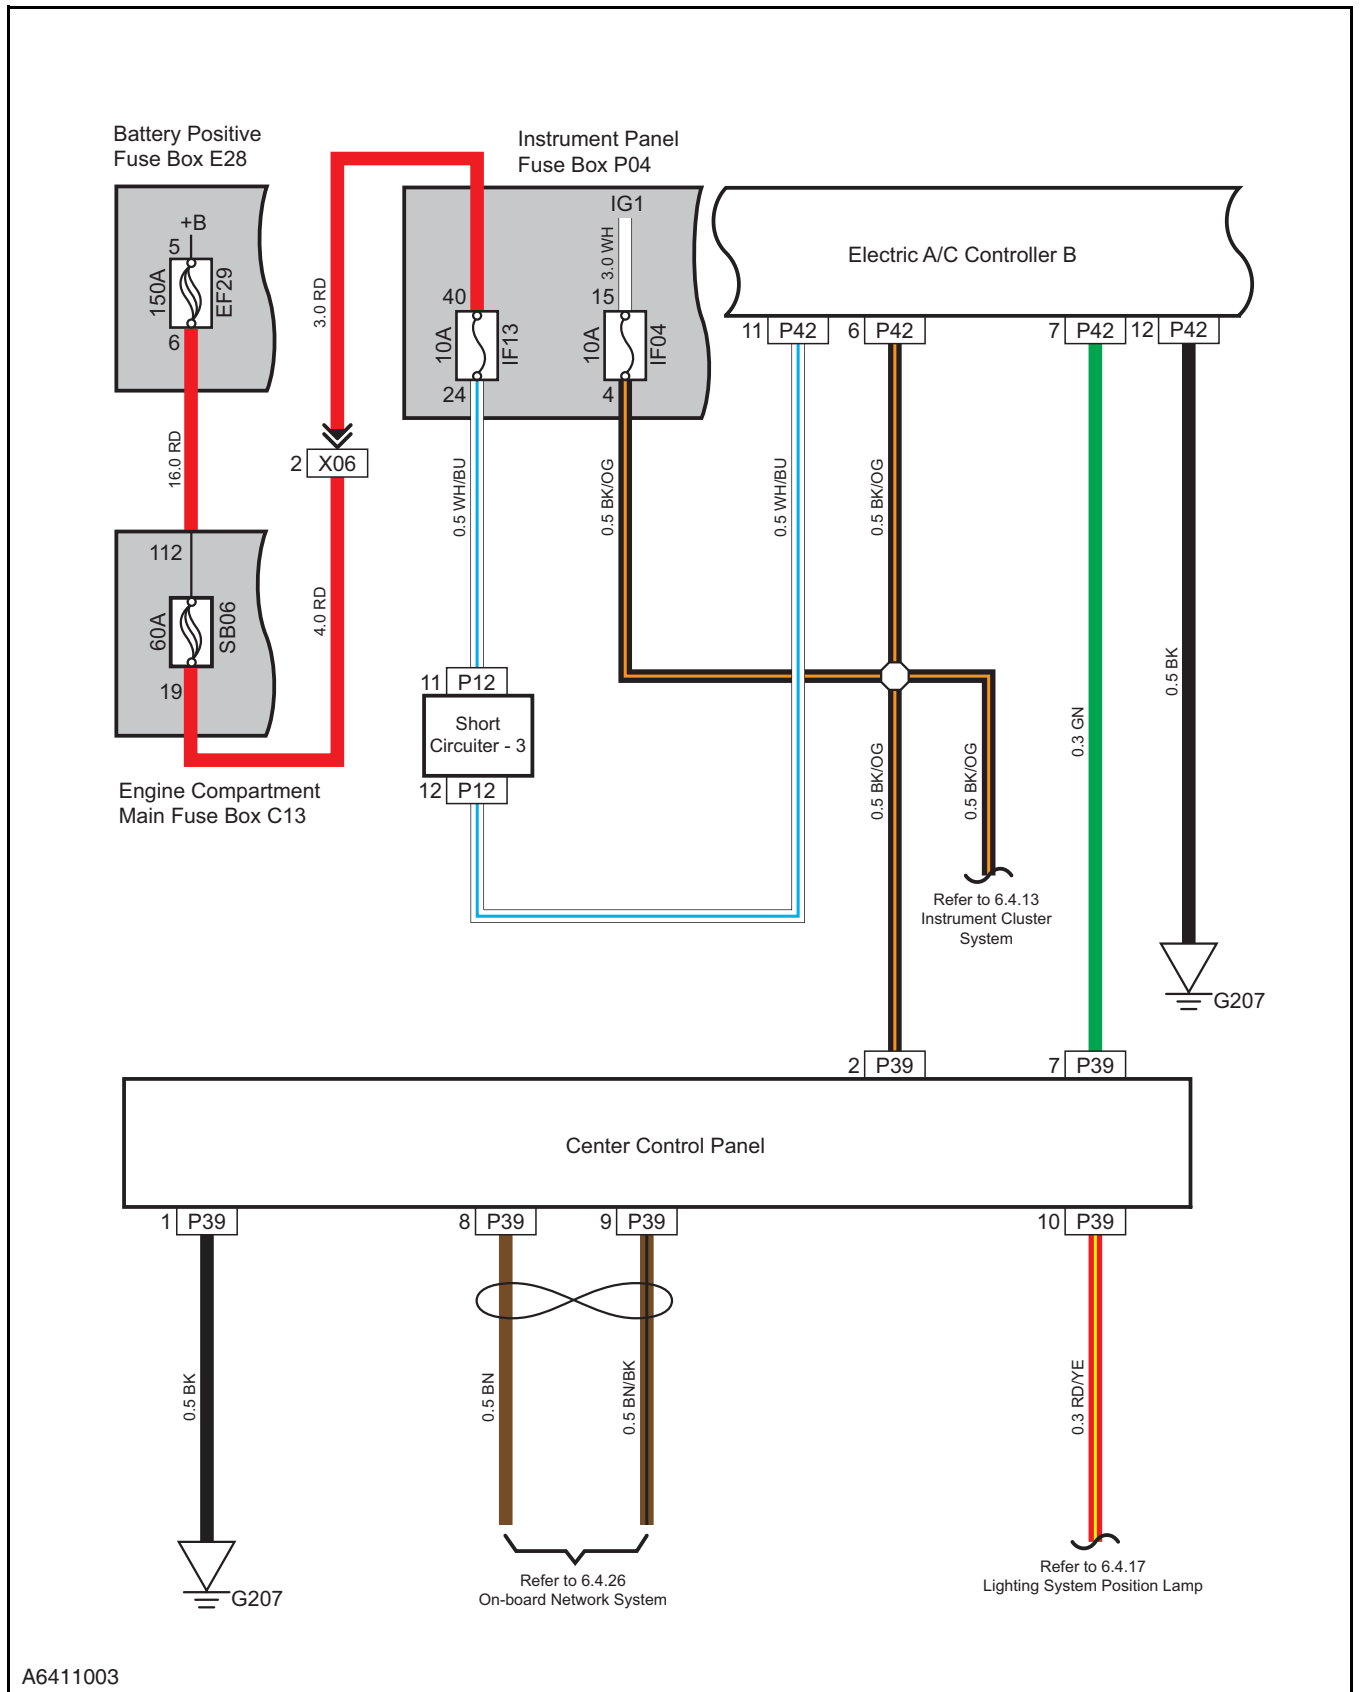 Battery Positive
Fuse Box E28
Instrument Panel
Fuse Box P04
+B
5
150A
EF29
6
16.0 RD
112
60A
SB06
19
Engine Compartment
Main Fuse Box C13
3.0 RD
2 X06
4.0 RD
IG1
3.0 WH
40
10A
IF13
24
15
10A
IF04
4
Electric A/C Controller B
11 P42
6 P42
7 P42
12 P42
0.5 WH/BU
0.5 BK/OG
0.5 WH/BU
0.5 BK/OG
11 P12
Short
Circuiter - 3
12 P12
0.5 BK/OG
0.5 BK/OG
0.3 GN
0.5 BK
Refer to 6.4.13
Instrument Cluster
System
G207
2 P39
7 P39
Center Control Panel
1 P39
8 P39
9 P39
10 P39
0.5 BK
0.5 BN
0.5 BN/BK
0.3 RD/YE
G207
Refer to 6.4.26
On-board Network System
Refer to 6.4.17
Lighting System Position Lamp
A6411003